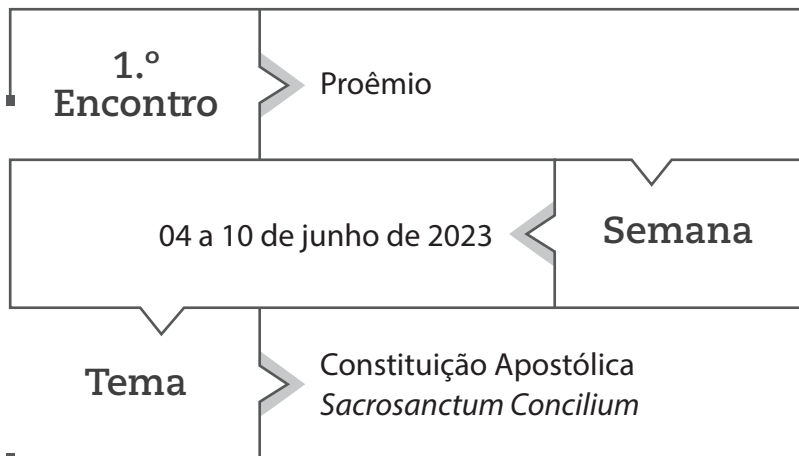 1.º
Encontro
Proêmio
04 a 10 de junho de 2023
Semana
Tema
Constituição Apostólica
Sacrosanctum Concilium